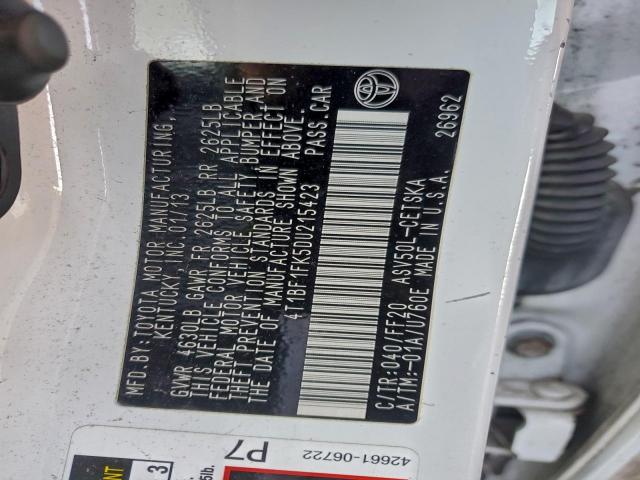 MFD.BY:TOYOTA MOTOR MANUFACTURING,
KENTUCKY, INC. 01/13
GVWR 4630LB GAWR FR 2625LB RR 2625LB
THIS VEHICLE CONFORMS TO ALL APPLICABLE
FEDERAL MOTOR VEHICLE SAFETY, BUMPER, AND
THEFT PREVENTION STANDARDS IN EFFECT ON
THE DATE OF MANUFACTURE SHOWN ABOVE.
4T1BF1FK5DU215423 PASS.CAR
C/TR:040/FF20 ASV50L-CETSKA
A/TM:-01A/U760E MADE IN U.S.A.
26962
42661-06722
P7
3